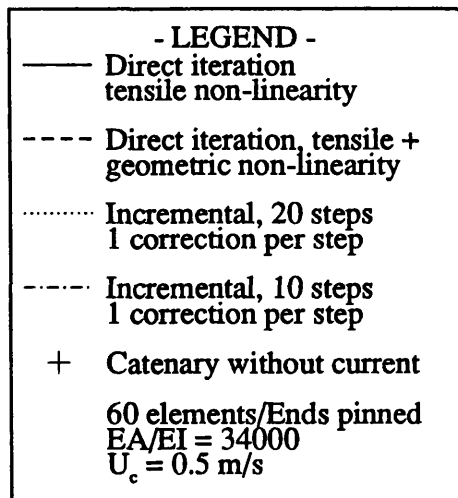 - LEGEND -
Direct iteration
tensile non-linearity
Direct iteration, tensile +
geometric non-linearity
Incremental, 20 steps
1 correction per step
Incremental, 10 steps
1 correction per step
+ Catenary without current
60 elements/Ends pinned
EA/EI = 34000
U_c = 0.5 m/s